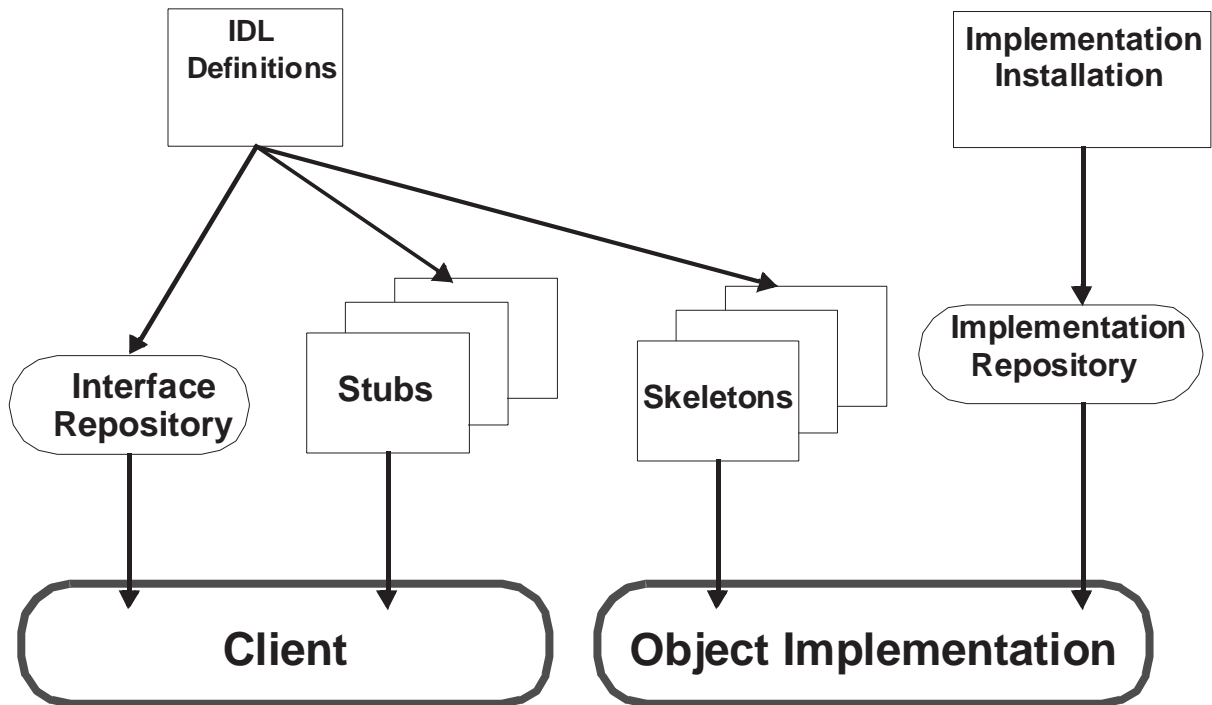 IDL
Definitions
Implementation
Installation
Interface
Repository
Stubs
Skeletons
Implementation
Repository
Client
Object Implementation